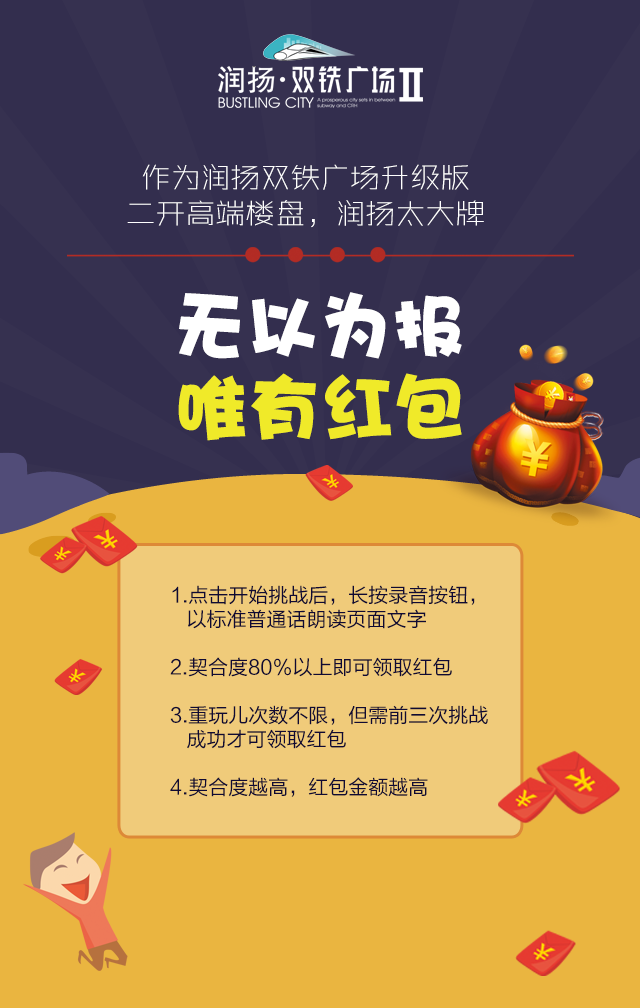 润扬·双铁广场II
BUSTLING CITY
A prosperous city sets in between
subway and CRH
作为润扬双铁广场升级版
二开高端楼盘，润扬太大牌
无以为报
唯有红包
1.点击开始挑战后，长按录音按钮，
以标准普通话朗读页面文字
2.契合度80%以上即可领取红包
3.重玩儿次数不限，但需前三次挑战
成功才可领取红包
4.契合度越高，红包金额越高